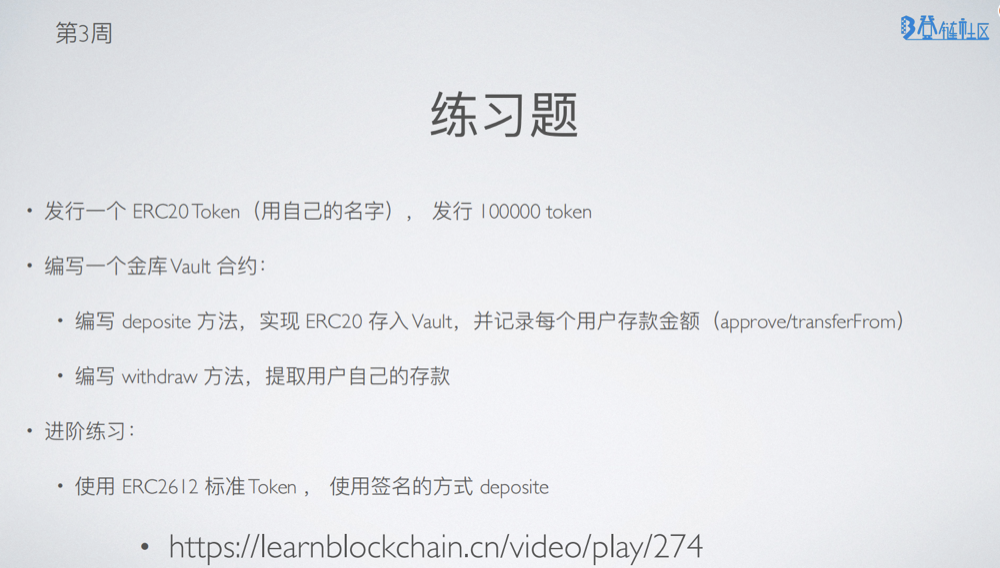 第3周
登链社区
练习题
• 发行一个 ERC20 Token（用自己的名字）， 发行 100000 token
• 编写一个金库 Vault 合约：
• 编写 deposite 方法，实现 ERC20 存入 Vault，并记录每个用户存款金额（approve/transferFrom）
• 编写 withdraw 方法，提取用户自己的存款
• 进阶练习：
• 使用 ERC2612 标准 Token ， 使用签名的方式 deposite
• https://learnblockchain.cn/video/play/274